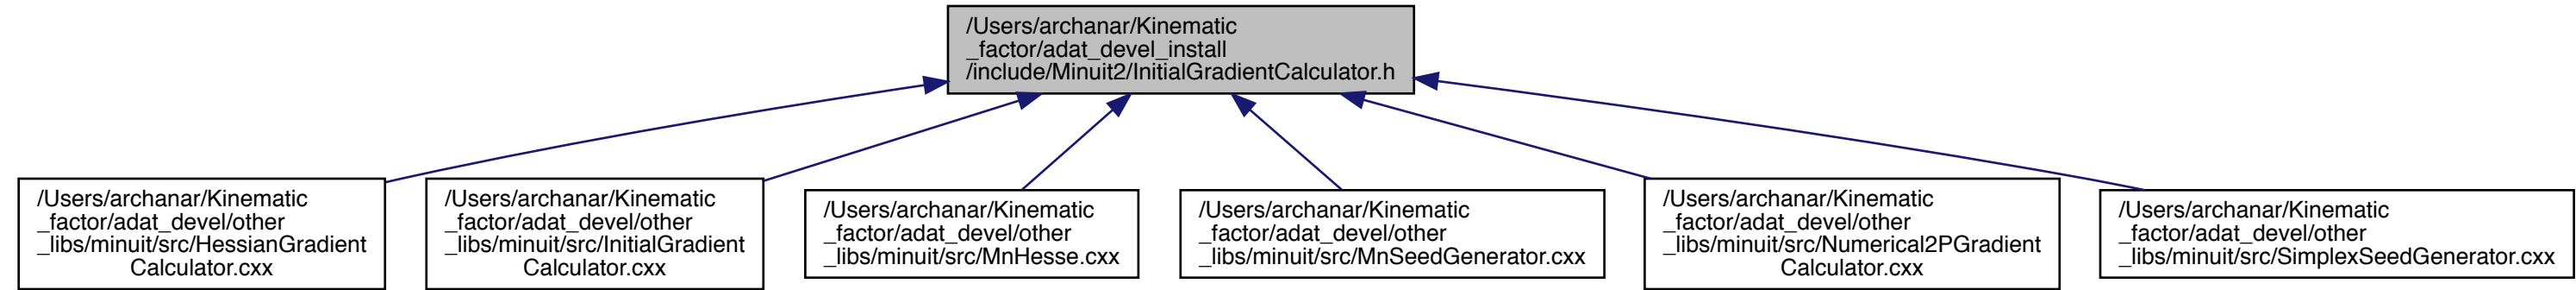 /Users/archanar/Kinematic
_factor/adat_devel_install
/include/Minuit2/InitialGradientCalculator.h
/Users/archanar/Kinematic
_factor/adat_devel/other
_libs/minuit/src/HessianGradient
Calculator.cxx
/Users/archanar/Kinematic
_factor/adat_devel/other
_libs/minuit/src/InitialGradient
Calculator.cxx
/Users/archanar/Kinematic
_factor/adat_devel/other
_libs/minuit/src/MnHesse.cxx
/Users/archanar/Kinematic
_factor/adat_devel/other
_libs/minuit/src/MnSeedGenerator.cxx
/Users/archanar/Kinematic
_factor/adat_devel/other
_libs/minuit/src/Numerical2PGradient
Calculator.cxx
/Users/archanar/Kinematic
_factor/adat_devel/other
_libs/minuit/src/SimplexSeedGenerator.cxx